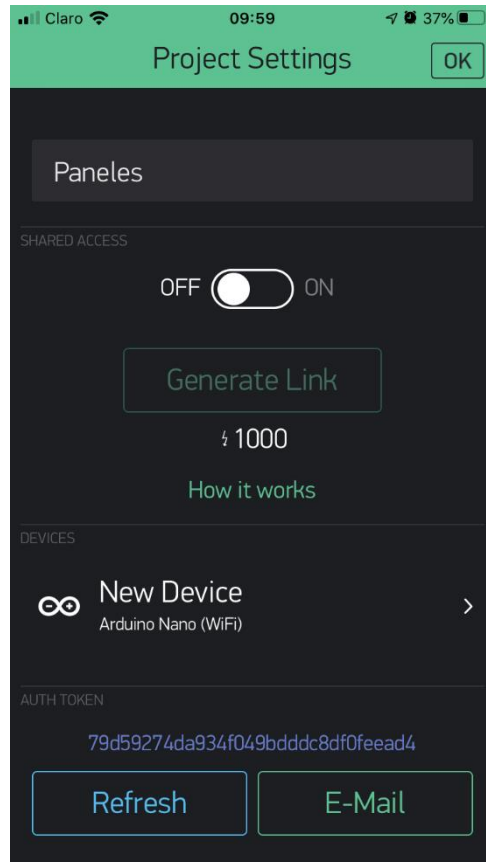 Claro 09:59 37%
Project Settings OK
Paneles
SHARED ACCESS
OFF ON
Generate Link
1000
How it works
DEVICES
New Device
Arduino Nano (WiFi)
AUTH TOKEN
79d59274da934f049bdddc8df0feead4
Refresh E-Mail